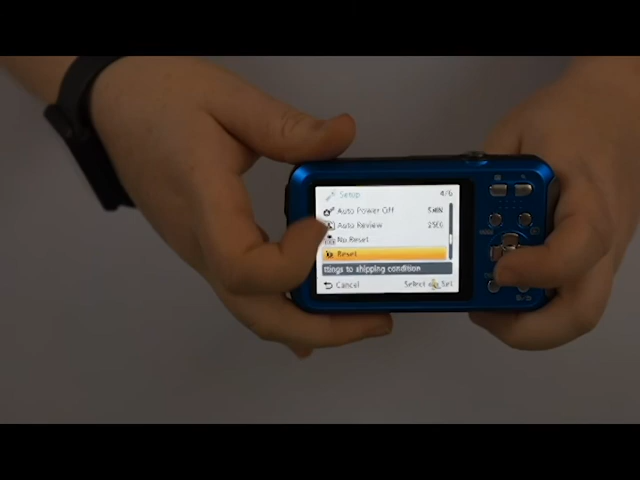 Setup 4/6
Auto Power Off 5MIN
Auto Review 2SEC
No.Reset
Reset
ttings to shipping condition
Cancel Select Set